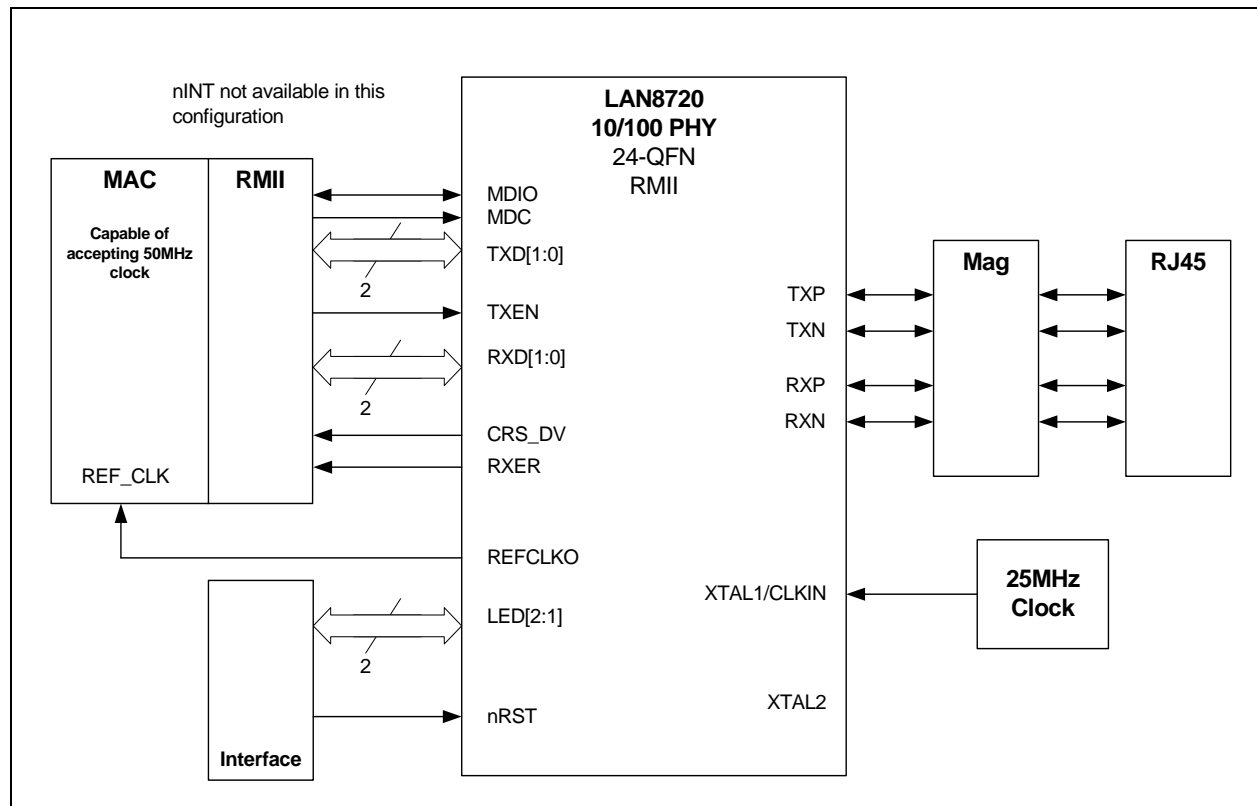 nINT not available in this
configuration
LAN8720
10/100 PHY
24-QFN
RMII
MAC
RMII
Capable of
accepting 50MHz
clock
REF_CLK
MDIO
MDC
TXD[1:0]
2
TXEN
RXD[1:0]
2
CRS_DV
RXER
REFCLKO
LED[2:1]
2
nRST
Interface
TXP
TXN
RXP
RXN
Mag
RJ45
XTAL1/CLKIN
25MHz
Clock
XTAL2